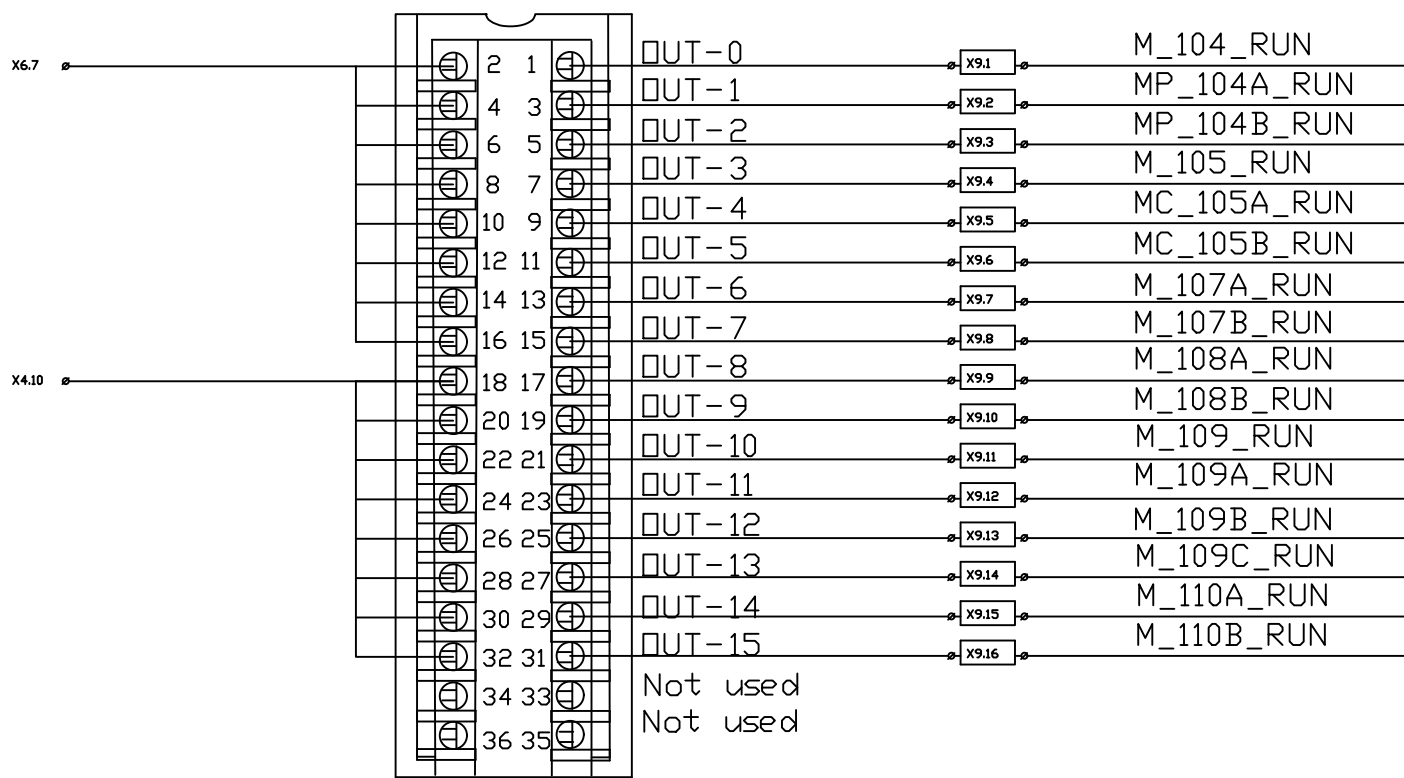 X6.7 2 1 OUT-0 X9.1 M_104_RUN
4 3 OUT-1 X9.2 MP_104A_RUN
6 5 OUT-2 X9.3 MP_104B_RUN
8 7 OUT-3 X9.4 M_105_RUN
10 9 OUT-4 X9.5 MC_105A_RUN
12 11 OUT-5 X9.6 MC_105B_RUN
14 13 OUT-6 X9.7 M_107A_RUN
16 15 OUT-7 X9.8 M_107B_RUN
X4.10 18 17 OUT-8 X9.9 M_108A_RUN
20 19 OUT-9 X9.10 M_108B_RUN
22 21 OUT-10 X9.11 M_109_RUN
24 23 OUT-11 X9.12 M_109A_RUN
26 25 OUT-12 X9.13 M_109B_RUN
28 27 OUT-13 X9.14 M_109C_RUN
30 29 OUT-14 X9.15 M_110A_RUN
32 31 OUT-15 X9.16 M_110B_RUN
34 33 Not used
36 35 Not used